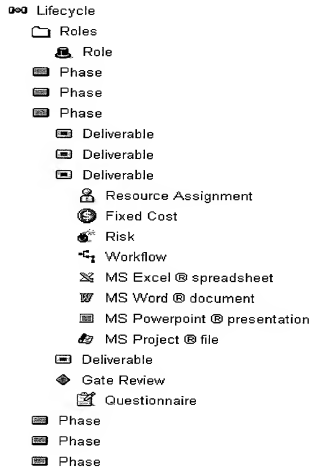 Lifecycle
Roles
Role
Phase
Phase
Phase
Deliverable
Deliverable
Deliverable
Resource Assignment
Fixed Cost
Risk
Workflow
MS Excel ® spreadsheet
MS Word ® document
MS Powerpoint ® presentation
MS Project ® file
Deliverable
Gate Review
Questionnaire
Phase
Phase
Phase